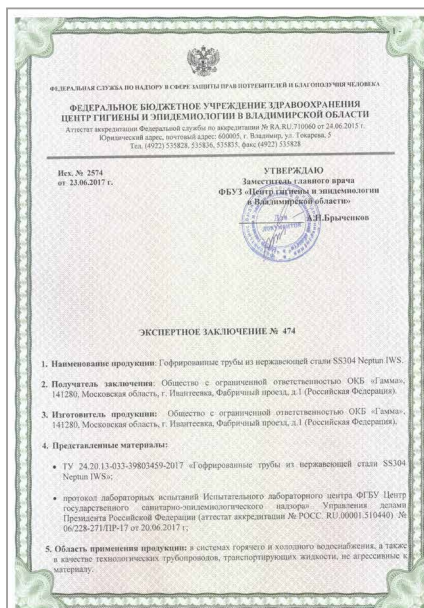 ФЕДЕРАЛЬНАЯ СЛУЖБА ПО НАДЗОРУ В СФЕРЕ ЗАЩИТЫ ПРАВ ПОТРЕБИТЕЛЕЙ И БЛАГОПОЛУЧИЯ ЧЕЛОВЕКА
ФЕДЕРАЛЬНОЕ БЮДЖЕТНОЕ УЧРЕЖДЕНИЕ ЗДРАВООХРАНЕНИЯ
ЦЕНТР ГИГИЕНЫ И ЭПИДЕМИОЛОГИИ В ВЛАДИМИРСКОЙ ОБЛАСТИ
Аттестат аккредитации Федеральной службы по аккредитации № RA.RU.710060 от 24.06.2015 г.
Юридический адрес, почтовый адрес: 600005, г. Владимир, ул. Токарева, 5
Тел. (4922) 535828, 535836, 535835, факс (4922) 535828
Исх. № 2574
от 23.06.2017 г.
УТВЕРЖДАЮ
Заместитель главного врача
ФБУЗ «Центр гигиены и эпидемиологии
в Владимирской области»
А.Н.Брыченков
Для
документов
ЭКСПЕРТНОЕ ЗАКЛЮЧЕНИЕ № 474
1. Наименование продукции: Гофрированные трубы из нержавеющей стали SS304 Neptun IWS.
2. Получатель заключения: Общество с ограниченной ответственностью ОКБ «Гамма»,
141280, Московская область, г. Ивантеевка, Фабричный проезд, д.1 (Российская Федерация).
3. Изготовитель продукции: Общество с ограниченной ответственностью ОКБ «Гамма»,
141280, Московская область, г. Ивантеевка, Фабричный проезд, д.1 (Российская Федерация).
4. Представленные материалы:
• ТУ 24.20.13-033-39803459-2017 «Гофрированные трубы из нержавеющей стали SS304
Neptun IWS»;
• протокол лабораторных испытаний Испытательного лабораторного центра ФГБУ Центр
государственного санитарно-эпидемиологического надзора» Управления делами
Президента Российской Федерации (аттестат аккредитации № РОСС. RU.00001.510440) №
06/228-271/ПР-17 от 20.06.2017 г;
5. Область применения продукции: в системах горячего и холодного водоснабжения, а также
в качестве технологических трубопроводов, транспортирующих жидкости, не агрессивные к
материалу.